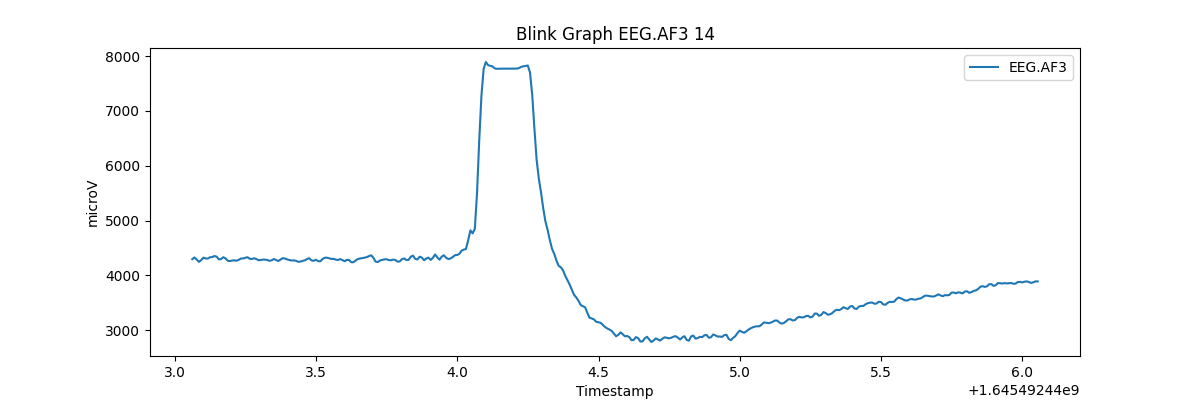 Blink Graph EEG.AF3 14
EEG.AF3
8000
7000
6000
5000
4000
3000
microV
3.0 3.5 4.0 4.5 5.0 5.5 6.0
+1.64549244e9
Timestamp